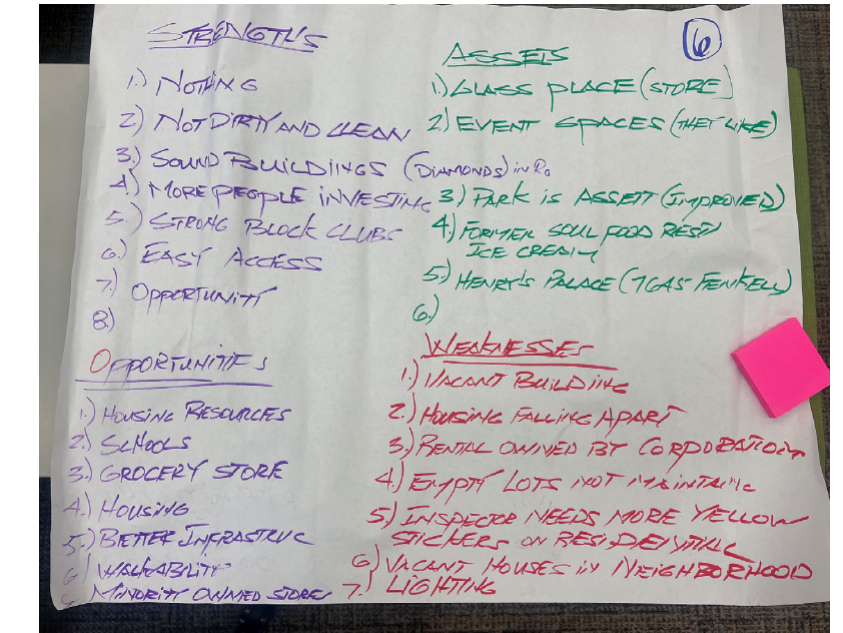 STRENGTHS
1.) NOTHING
2) NOT DIRTY AND CLEAN
3.) SOUND BUILDINGS (DIAMONDS) in Ro
4) MORE PEOPLE INVESTING
5.) STRONG BLOCK CLUBS
6.) EASY ACCESS
7) OPPORTUNITY
8)
6
ASSETS
1.) GLASS PLACE (STORE)
2) EVENT SPACES (THEY LIKE)
3) PARK IS ASSETT (IMPROVED)
4) FORMER SOUL FOOD REST/
ICE CREAM
5.) HENRY'S PALACE (7645 FENKELL)
6.)
OPPORTUNITIES
1.) HOUSING RESOURCES
2.) SCHOOLS
3.) GROCERY STORE
4.) HOUSING
5.) BETTER INFRASTRUC
6) WALKABILITY
MINORITY OWNED STORES
WEAKNESSES
1.) VACANT BUILDING
2.) HOUSING FALLING APART
3.) RENTAL OWNED BY CORPORATION
4.) EMPTY LOTS NOT MAINTAINE
5.) INSPECTOR NEEDS MORE YELLOW
STICKERS ON RESIDENTIAL
6) VACANT HOUSES IN NEIGHBORHOOD
7.) LIGHTING